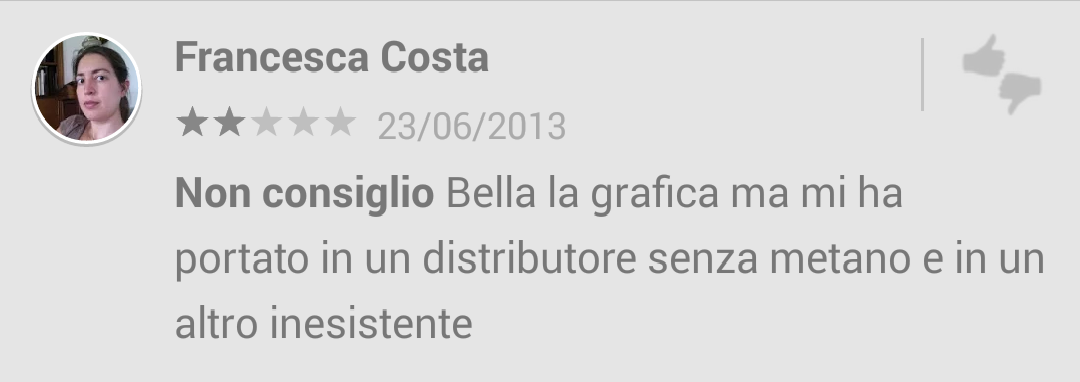 Francesca Costa
23/06/2013
Non consiglio Bella la grafica ma mi ha
portato in un distributore senza metano e in un
altro inesistente